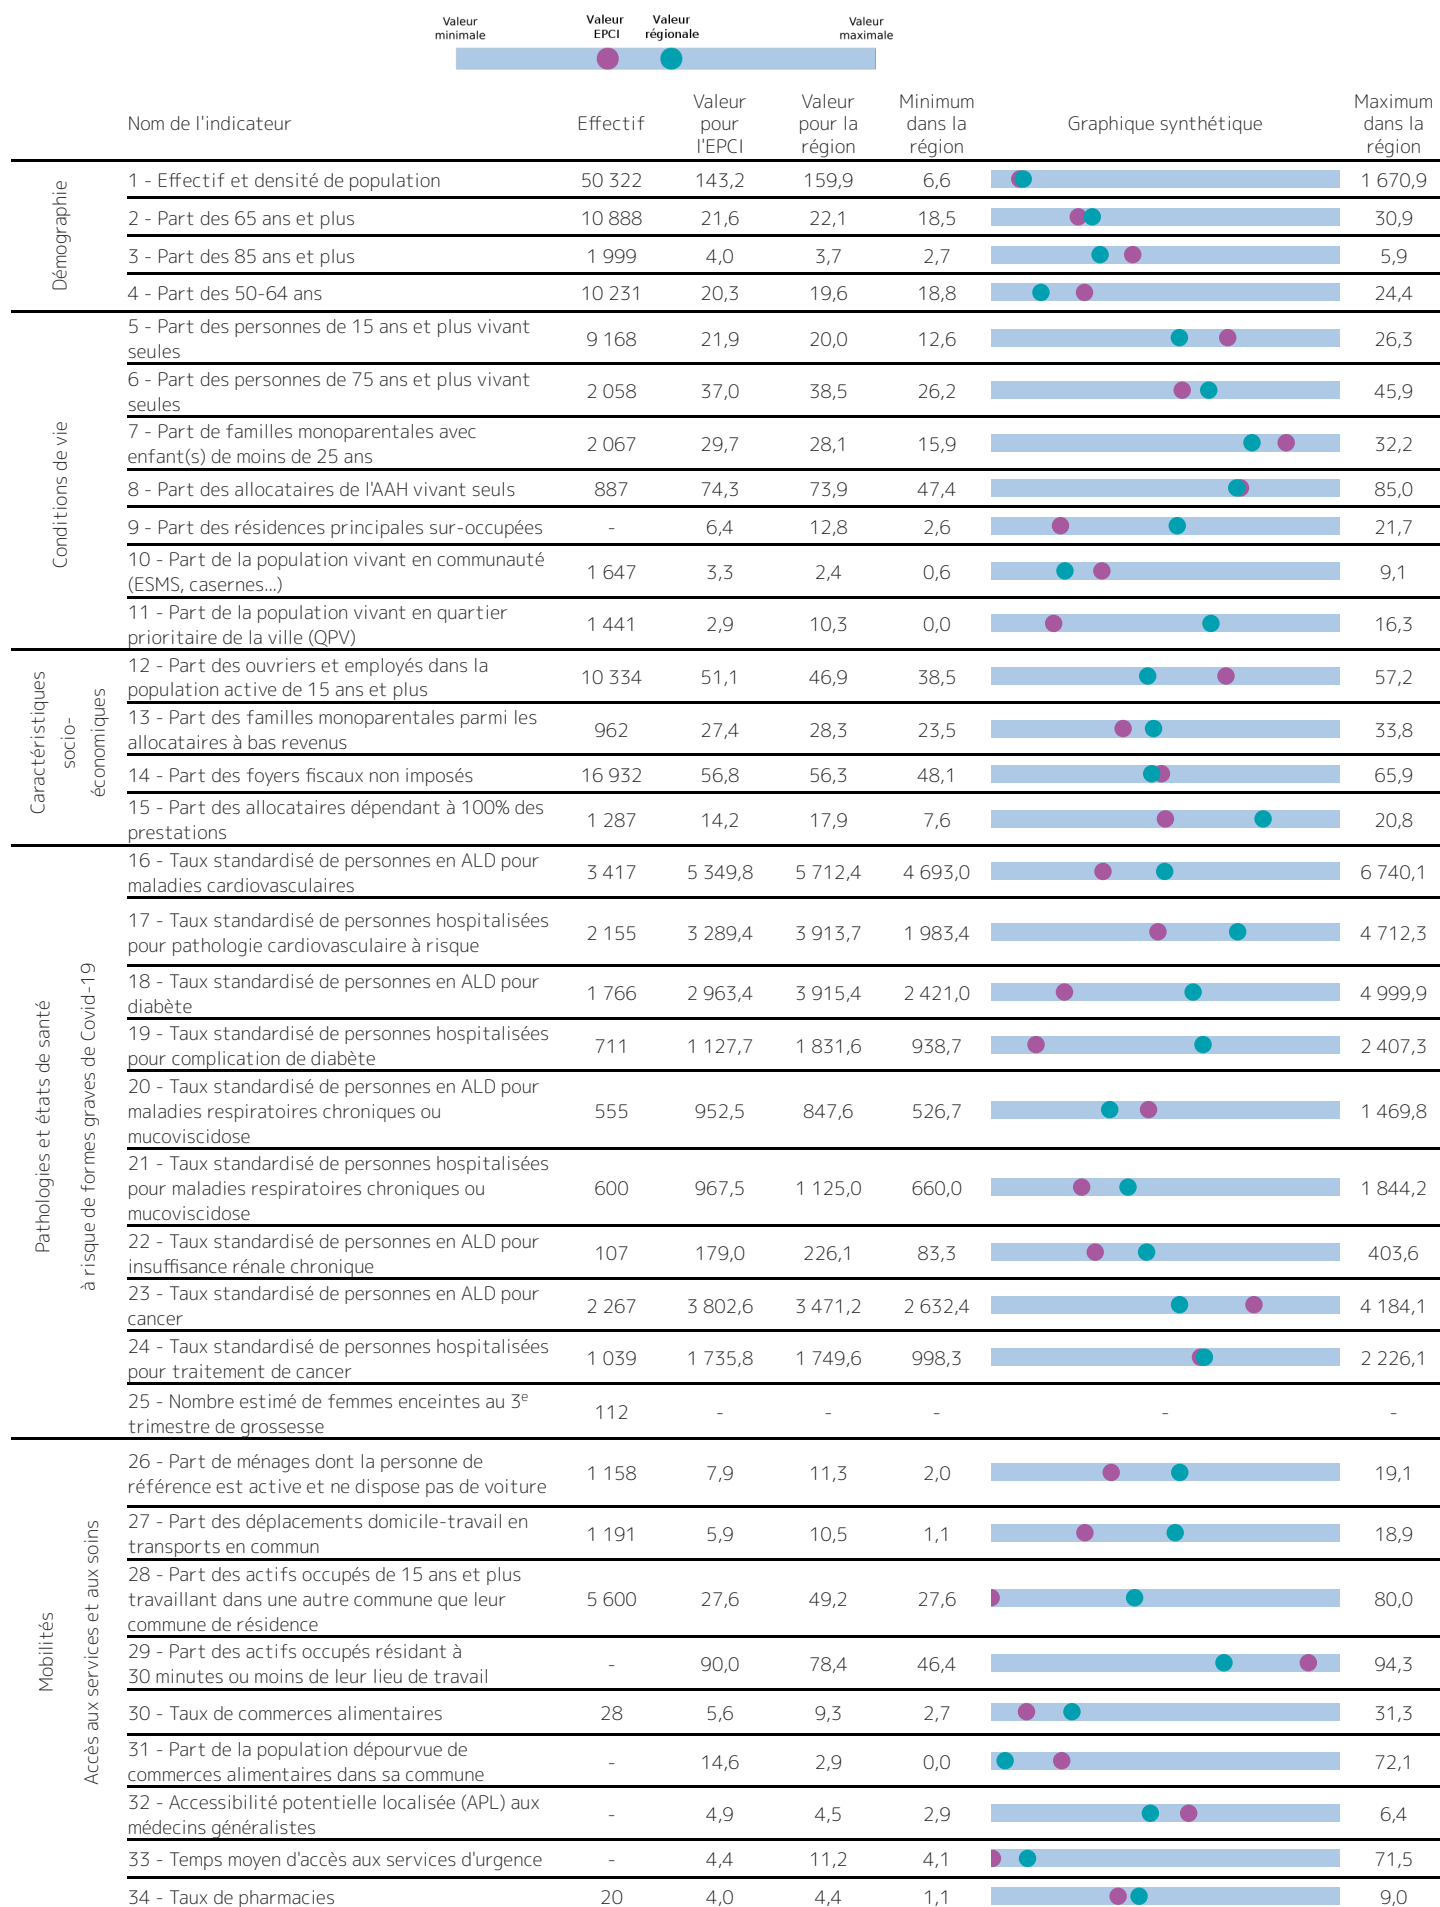 Valeur minimale
Valeur EPCI
Valeur régionale
Valeur maximale
Nom de l'indicateur
Effectif
Valeur pour l'EPCI
Valeur pour la région
Minimum dans la région
Graphique synthétique
Maximum dans la région
Démographie
1 - Effectif et densité de population 50 322 143,2 159,9 6,6 1 670,9
2 - Part des 65 ans et plus 10 888 21,6 22,1 18,5 30,9
3 - Part des 85 ans et plus 1 999 4,0 3,7 2,7 5,9
4 - Part des 50-64 ans 10 231 20,3 19,6 18,8 24,4
Conditions de vie
5 - Part des personnes de 15 ans et plus vivant
seules 9 168 21,9 20,0 12,6 26,3
6 - Part des personnes de 75 ans et plus vivant
seules 2 058 37,0 38,5 26,2 45,9
7 - Part de familles monoparentales avec
enfant(s) de moins de 25 ans 2 067 29,7 28,1 15,9 32,2
8 - Part des allocataires de l'AAH vivant seuls 887 74,3 73,9 47,4 85,0
9 - Part des résidences principales sur-occupées - 6,4 12,8 2,6 21,7
10 - Part de la population vivant en communauté
(ESMS, casernes...) 1 647 3,3 2,4 0,6 9,1
11 - Part de la population vivant en quartier
prioritaire de la ville (QPV) 1 441 2,9 10,3 0,0 16,3
Caractéristiques
socio-
économiques
12 - Part des ouvriers et employés dans la
population active de 15 ans et plus 10 334 51,1 46,9 38,5 57,2
13 - Part des familles monoparentales parmi les
allocataires à bas revenus 962 27,4 28,3 23,5 33,8
14 - Part des foyers fiscaux non imposés 16 932 56,8 56,3 48,1 65,9
15 - Part des allocataires dépendant à 100% des
prestations 1 287 14,2 17,9 7,6 20,8
Pathologies et états de santé
à risque de formes graves de Covid-19
16 - Taux standardisé de personnes en ALD pour
maladies cardiovasculaires 3 417 5 349,8 5 712,4 4 693,0 6 740,1
17 - Taux standardisé de personnes hospitalisées
pour pathologie cardiovasculaire à risque 2 155 3 289,4 3 913,7 1 983,4 4 712,3
18 - Taux standardisé de personnes en ALD pour
diabète 1 766 2 963,4 3 915,4 2 421,0 4 999,9
19 - Taux standardisé de personnes hospitalisées
pour complication de diabète 711 1 127,7 1 831,6 938,7 2 407,3
20 - Taux standardisé de personnes en ALD pour
maladies respiratoires chroniques ou 555 952,5 847,6 526,7 1 469,8
mucoviscidose
21 - Taux standardisé de personnes hospitalisées
pour maladies respiratoires chroniques ou 600 967,5 1 125,0 660,0 1 844,2
mucoviscidose
22 - Taux standardisé de personnes en ALD pour
insuffisance rénale chronique 107 179,0 226,1 83,3 403,6
23 - Taux standardisé de personnes en ALD pour
cancer 2 267 3 802,6 3 471,2 2 632,4 4 184,1
24 - Taux standardisé de personnes hospitalisées
pour traitement de cancer 1 039 1 735,8 1 749,6 998,3 2 226,1
25 - Nombre estimé de femmes enceintes au 3e
trimestre de grossesse 112 - - - - -
Mobilités
Accès aux services et aux soins
26 - Part de ménages dont la personne de
référence est active et ne dispose pas de voiture 1 158 7,9 11,3 2,0 19,1
27 - Part des déplacements domicile-travail en
transports en commun 1 191 5,9 10,5 1,1 18,9
28 - Part des actifs occupés de 15 ans et plus
travaillant dans une autre commune que leur 5 600 27,6 49,2 27,6 80,0
commune de résidence
29 - Part des actifs occupés résidant à
30 minutes ou moins de leur lieu de travail - 90,0 78,4 46,4 94,3
30 - Taux de commerces alimentaires 28 5,6 9,3 2,7 31,3
31 - Part de la population dépourvue de
commerces alimentaires dans sa commune - 14,6 2,9 0,0 72,1
32 - Accessibilité potentielle localisée (APL) aux
médecins généralistes - 4,9 4,5 2,9 6,4
33 - Temps moyen d'accès aux services d'urgence - 4,4 11,2 4,1 71,5
34 - Taux de pharmacies 20 4,0 4,4 1,1 9,0